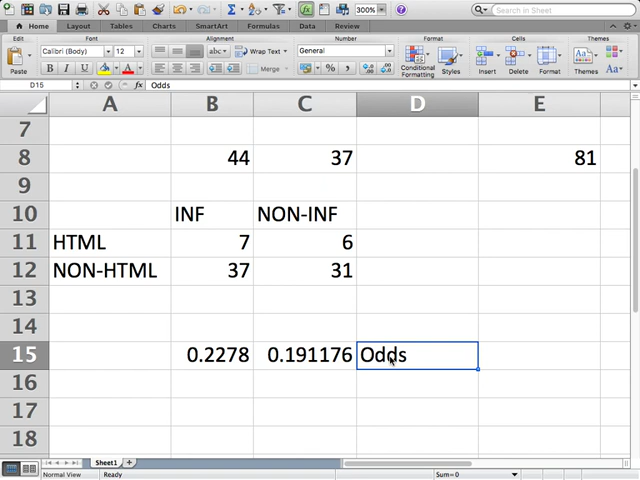 300%
Search in Sheet
Home Layout Tables Charts SmartArt Formulas Data Review
Edit Font Alignment Number Format Cells Themes
Calibri (Body) 12 abc Wrap Text General
Paste B I U A Merge % Conditional Formatting Styles Insert Delete Format Themes Aa
D15 fx Odds
A B C D E
7
8 44 37 81
9
10 INF NON-INF
11 HTML 7 6
12 NON-HTML 37 31
13
14
15 0.2278 0.191176 Odds
16
17
18
Sheet1
Normal View Ready Sum=0